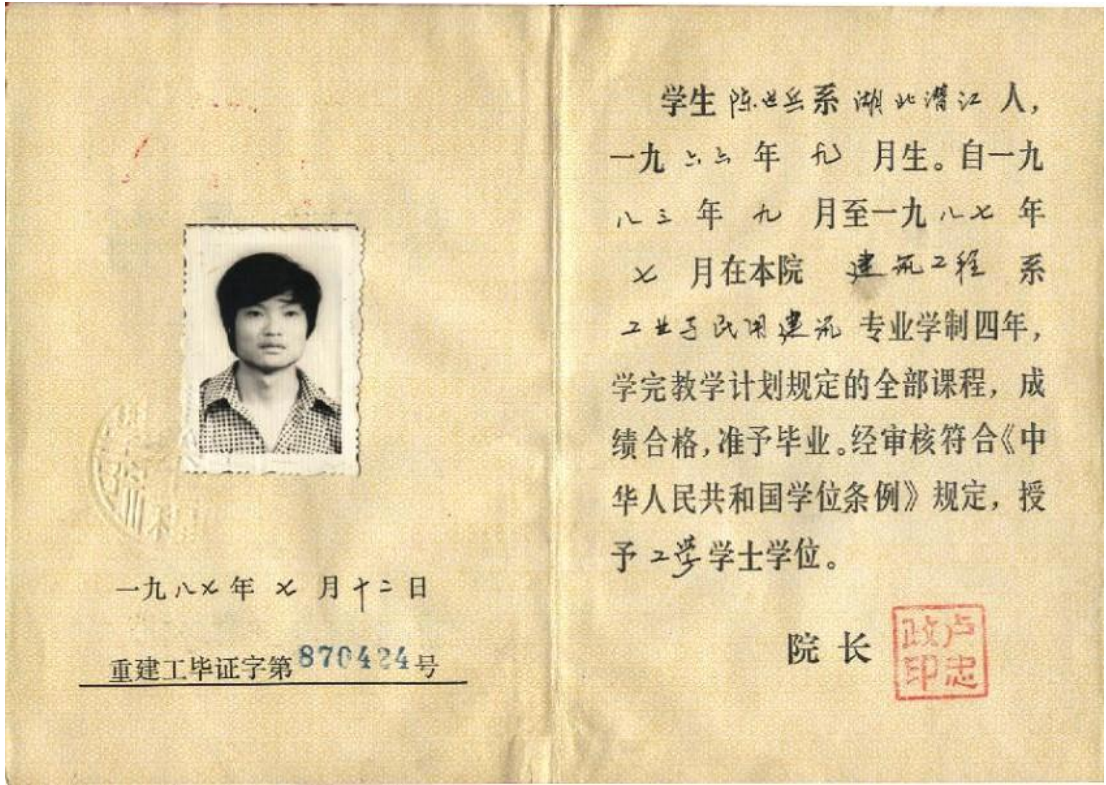 一九八七年七月十二日
重建工毕证字第870424号
学生陈世兵系湖北潜江人，
一九六六年九月生。自一九
八三年九月至一九八七年
七月在本院建筑工程系
工业与民用建筑专业学制四年，
学完教学计划规定的全部课程，成
绩合格，准予毕业。经审核符合《中
华人民共和国学位条例》规定，授
予工学学士学位。
院长
卢忠政印